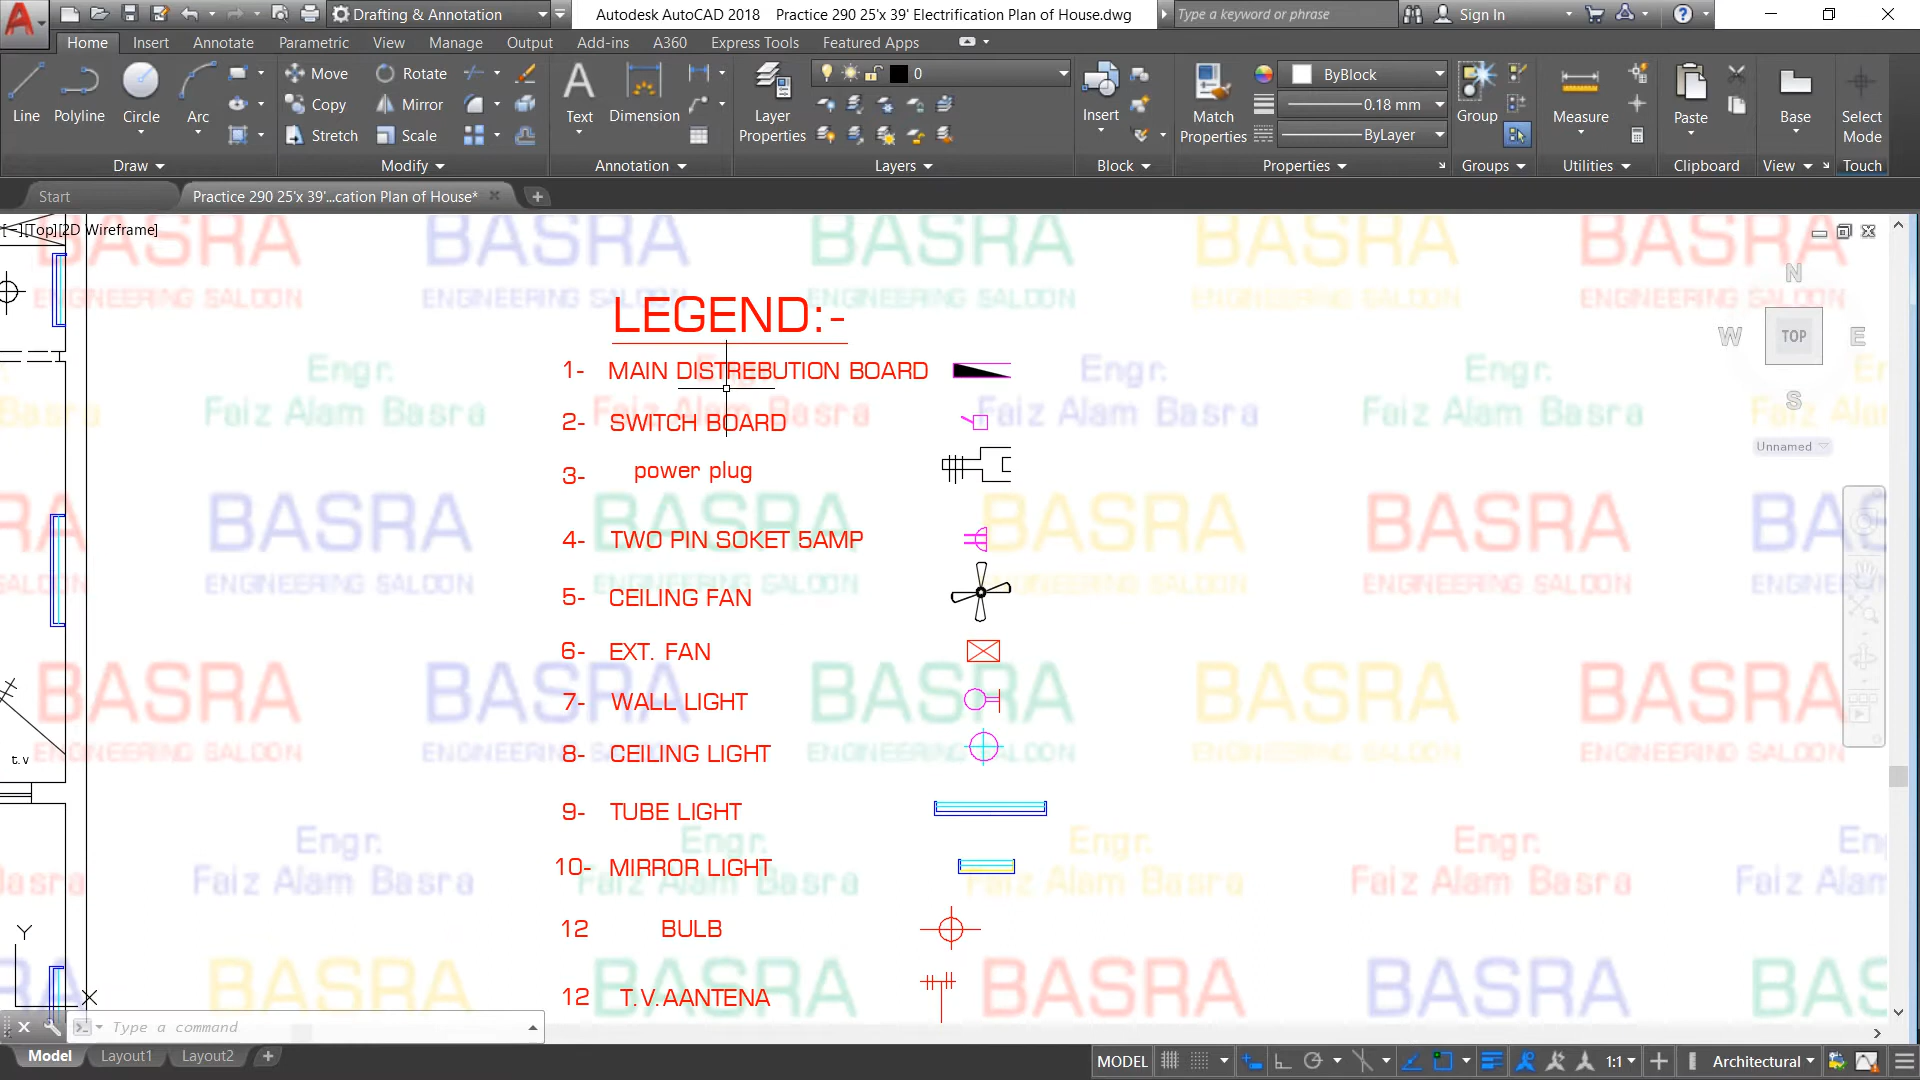 Drafting & Annotation
Autodesk AutoCAD 2018 Practice 290 25'x 39' Electrification Plan of House.dwg
Type a keyword or phrase
Sign In
Home Insert Annotate Parametric View Manage Output Add-ins A360 Express Tools Featured Apps
Line Polyline Circle Arc
Move Rotate
Copy Mirror
Stretch Scale
Text Dimension
Layer Properties
0
Insert
Match Properties
ByBlock
0.18 mm
ByLayer
Group
Measure
Paste
Base
Select Mode
Draw Modify Annotation Layers Block Properties Groups Utilities Clipboard View Touch
Start
Practice 290 25'x 39'...cation Plan of House*
[−][Top][2D Wireframe]
BASRA
ENGINEERING SALOON
Engr.
Faiz Alam Basra
N
W TOP E
S
Unnamed
LEGEND:-
1- MAIN DISTREBUTION BOARD
2- SWITCH BOARD
3- power plug
4- TWO PIN SOKET 5AMP
5- CEILING FAN
6- EXT. FAN
7- WALL LIGHT
8- CEILING LIGHT
9- TUBE LIGHT
10- MIRROR LIGHT
12 BULB
12 T.V.AANTENA
t.v
Y
X
Type a command
Model Layout1 Layout2
MODEL
1:1
Architectural